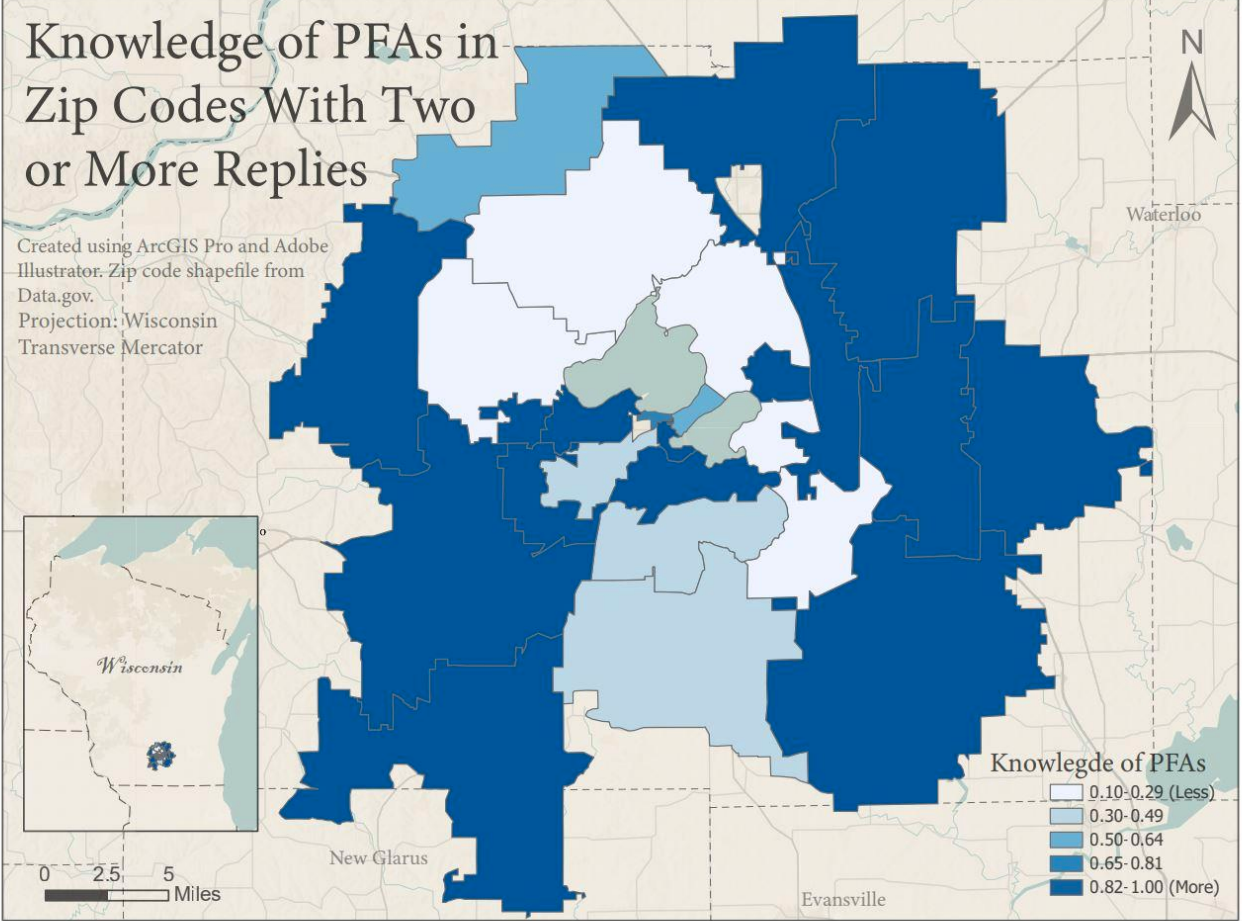 Knowledge of PFAs in
Zip Codes With Two
or More Replies
Created using ArcGIS Pro and Adobe
Illustrator. Zip code shapefile from
Data.gov.
Projection: Wisconsin
Transverse Mercator
N
Waterloo
Wisconsin
0 2.5 5
Miles
New Glarus
Evansville
Knowlegde of PFAs
0.10-0.29 (Less)
0.30-0.49
0.50-0.64
0.65-0.81
0.82-1.00 (More)